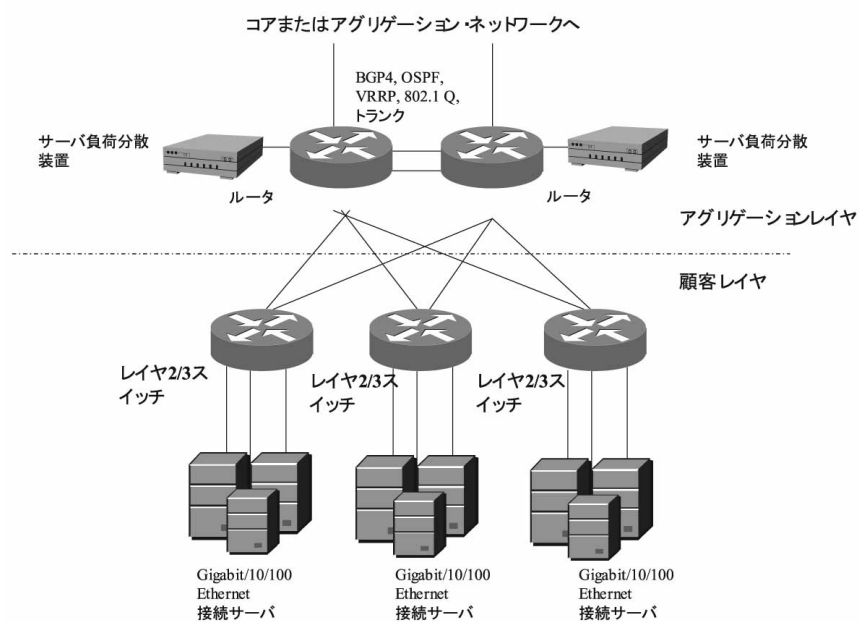 コアまたはアグリゲーション・ネットワークへ
BGP4, OSPF,
VRRP, 802.1 Q,
トランク
サーバ負荷分散
装置
サーバ負荷分散
装置
ルータ
ルータ
アグリゲーションレイヤ
顧客レイヤ
レイヤ2/3ス
イッチ
レイヤ2/3ス
イッチ
レイヤ2/3ス
イッチ
Gigabit/10/100
Ethernet
接続サーバ
Gigabit/10/100
Ethernet
接続サーバ
Gigabit/10/100
Ethernet
接続サーバ